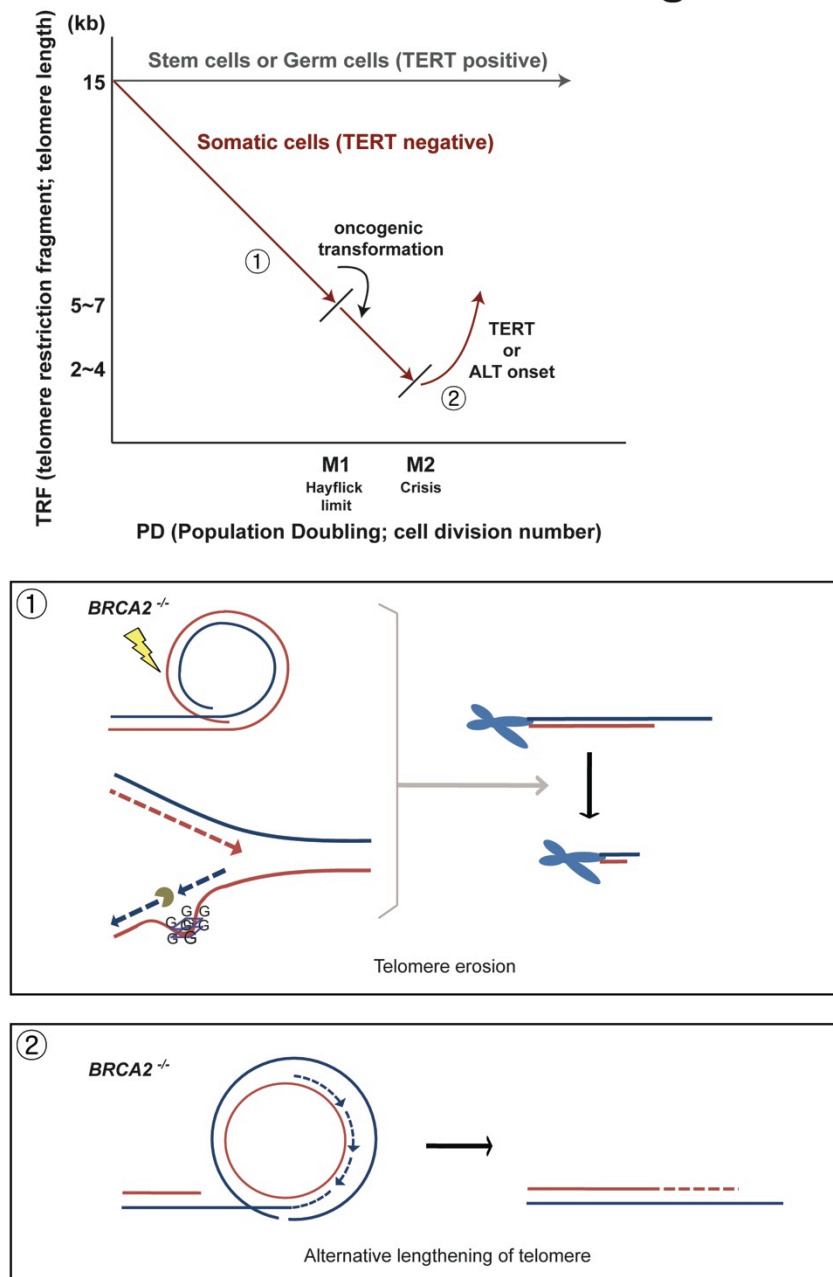 (kb)
Stem cells or Germ cells (TERT positive)
15
Somatic cells (TERT negative)
TRF (telomere restriction fragment; telomere length)
oncogenic
transformation
①
5~7
TERT
or
ALT onset
2~4
②
M1
Hayflick
limit
M2
Crisis
PD (Population Doubling; cell division number)
①
BRCA2 -/-
G G
G G G
G G
Telomere erosion
②
BRCA2 -/-
Alternative lengthening of telomere